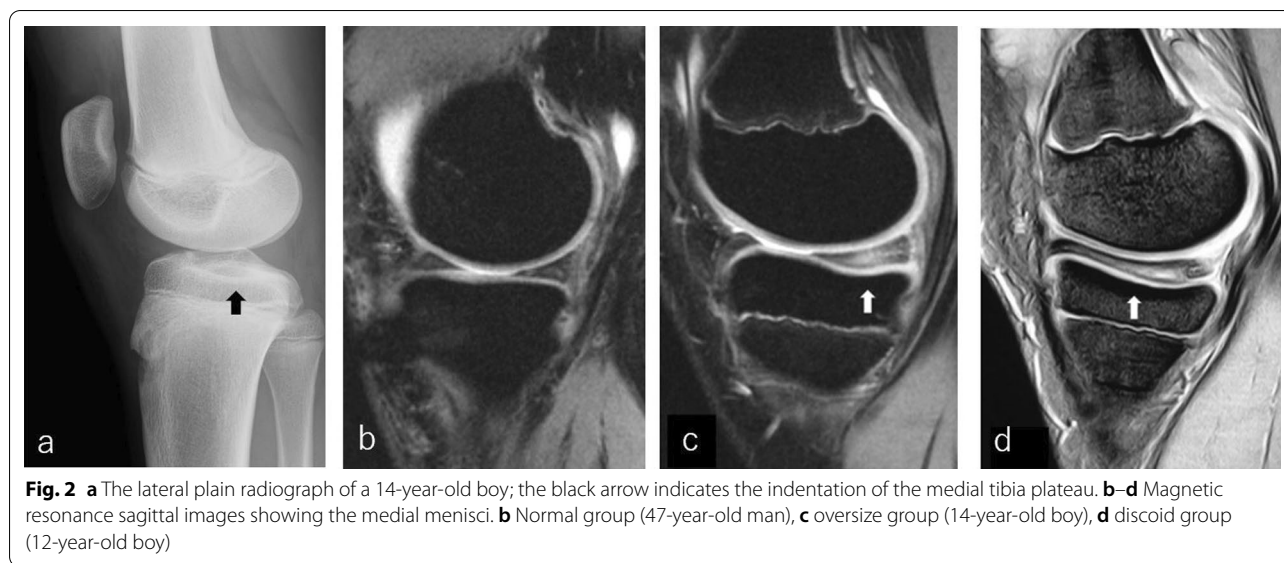 a
b
c
d
Fig. 2 a The lateral plain radiograph of a 14-year-old boy; the black arrow indicates the indentation of the medial tibia plateau. b–d Magnetic
resonance sagittal images showing the medial menisci. b Normal group (47-year-old man), c oversize group (14-year-old boy), d discoid group
(12-year-old boy)